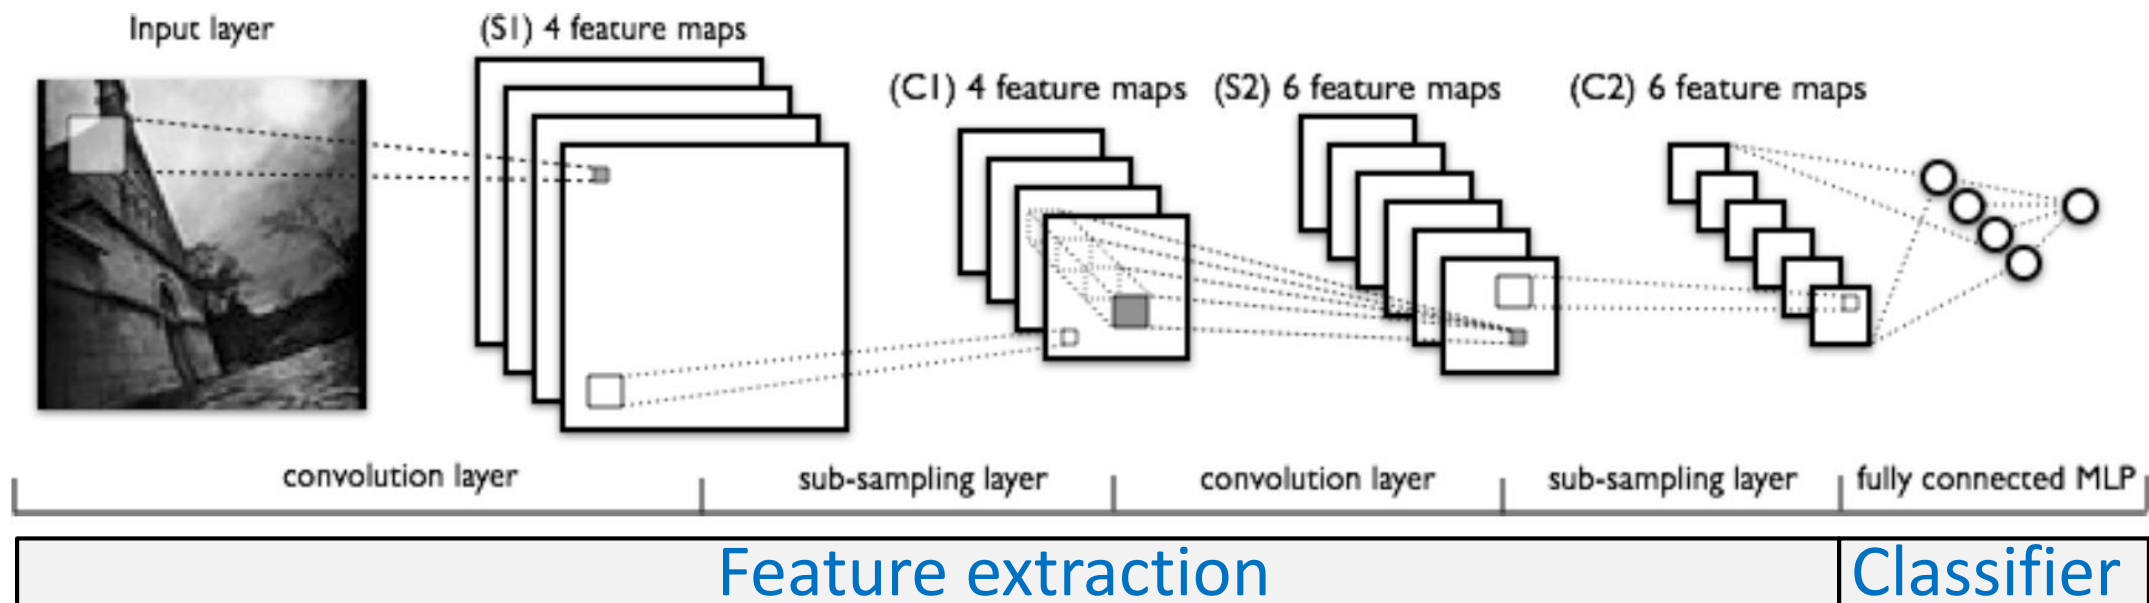 Input layer
(S1) 4 feature maps
(C1) 4 feature maps
(S2) 6 feature maps
(C2) 6 feature maps
convolution layer
sub-sampling layer
convolution layer
sub-sampling layer
fully connected MLP
Feature extraction
Classifier